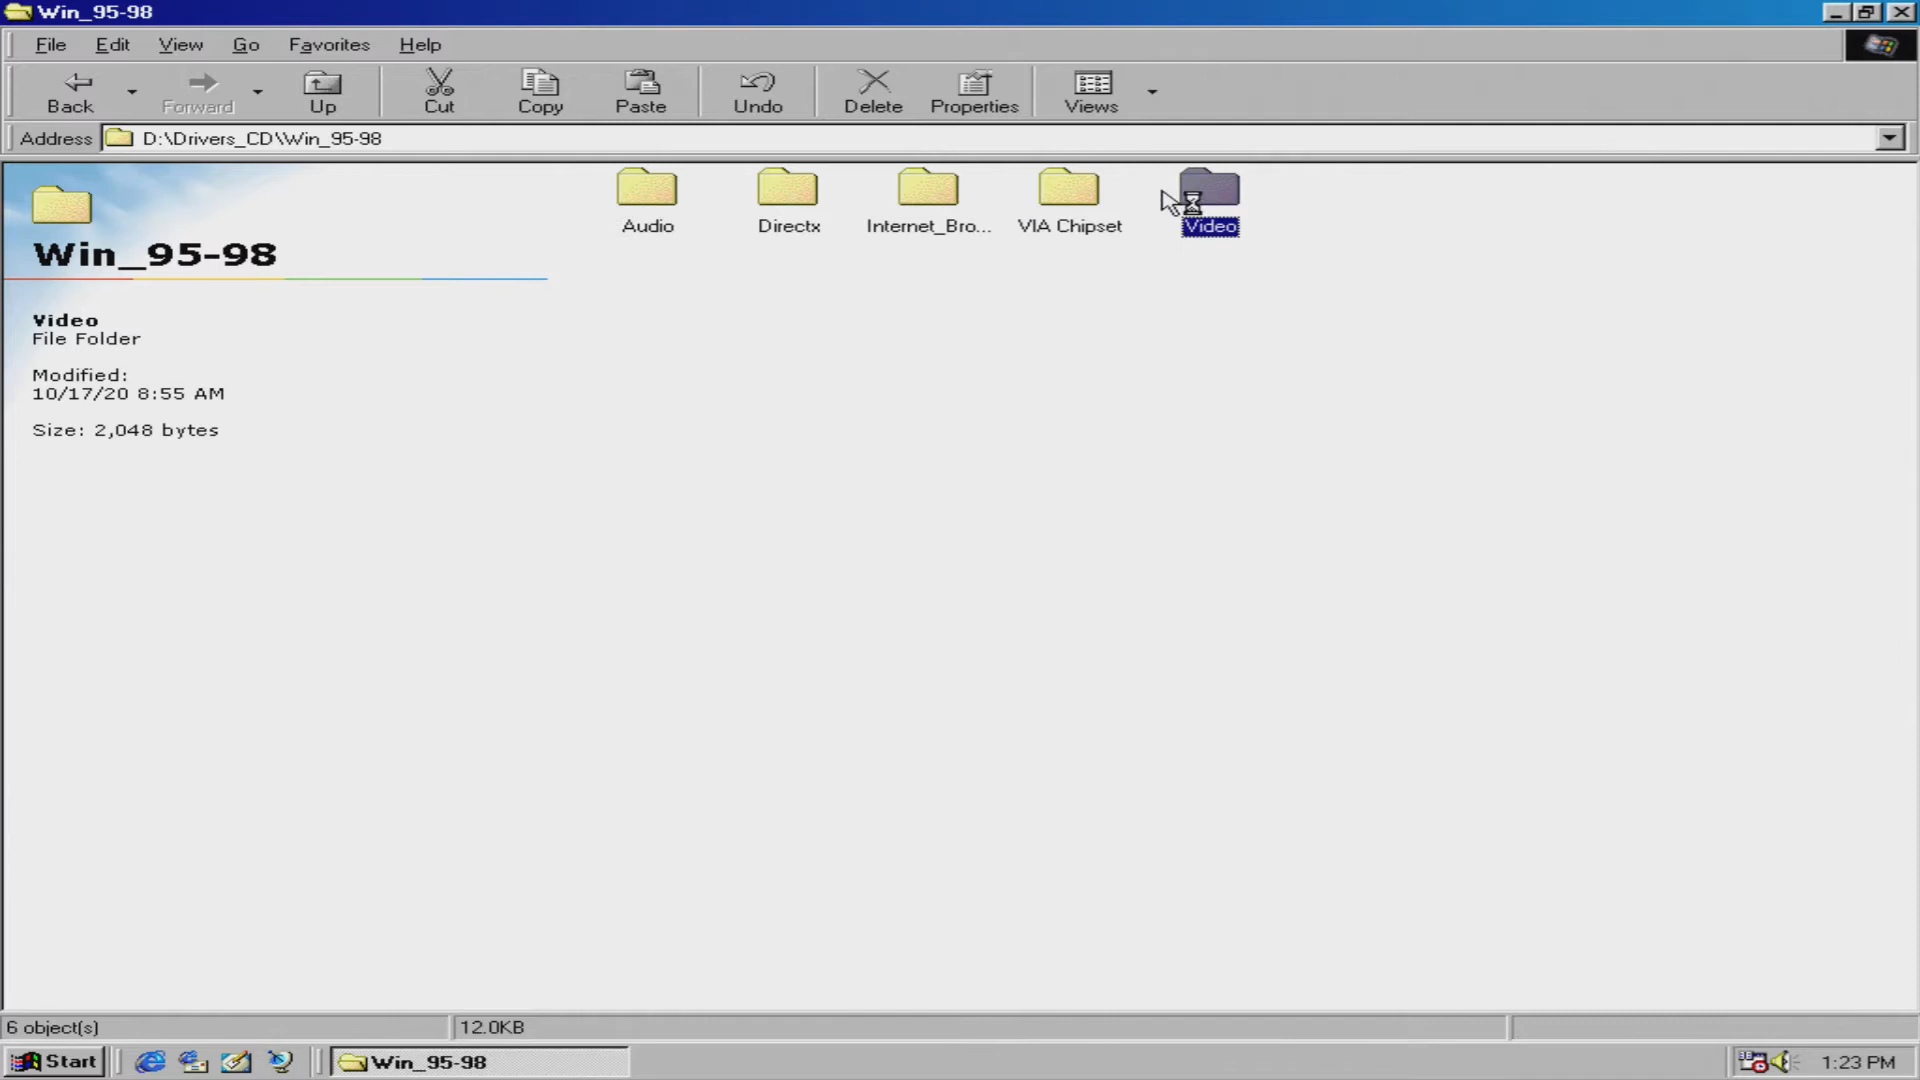 Win_95-98
File Edit View Go Favorites Help
Back Forward Up Cut Copy Paste Undo Delete Properties Views
Address D:\Drivers_CD\Win_95-98
Audio Directx Internet_Bro... VIA Chipset Video
Win_95-98
Video
File Folder
Modified:
10/17/20 8:55 AM
Size: 2,048 bytes
6 object(s) 12.0KB
Start Win_95-98 1:23 PM